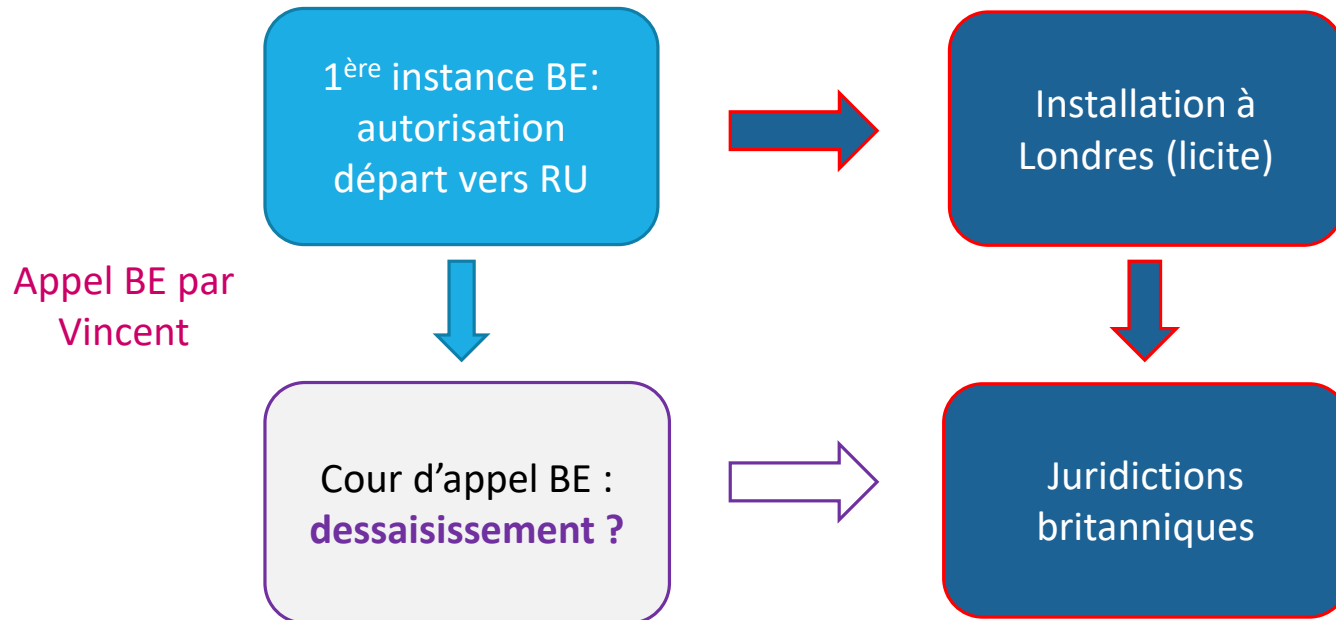 1ère instance BE:
autorisation
départ vers RU
Installation à
Londres (licite)
Appel BE par
Vincent
Cour d’appel BE :
dessaisissement ?
Juridictions
britanniques